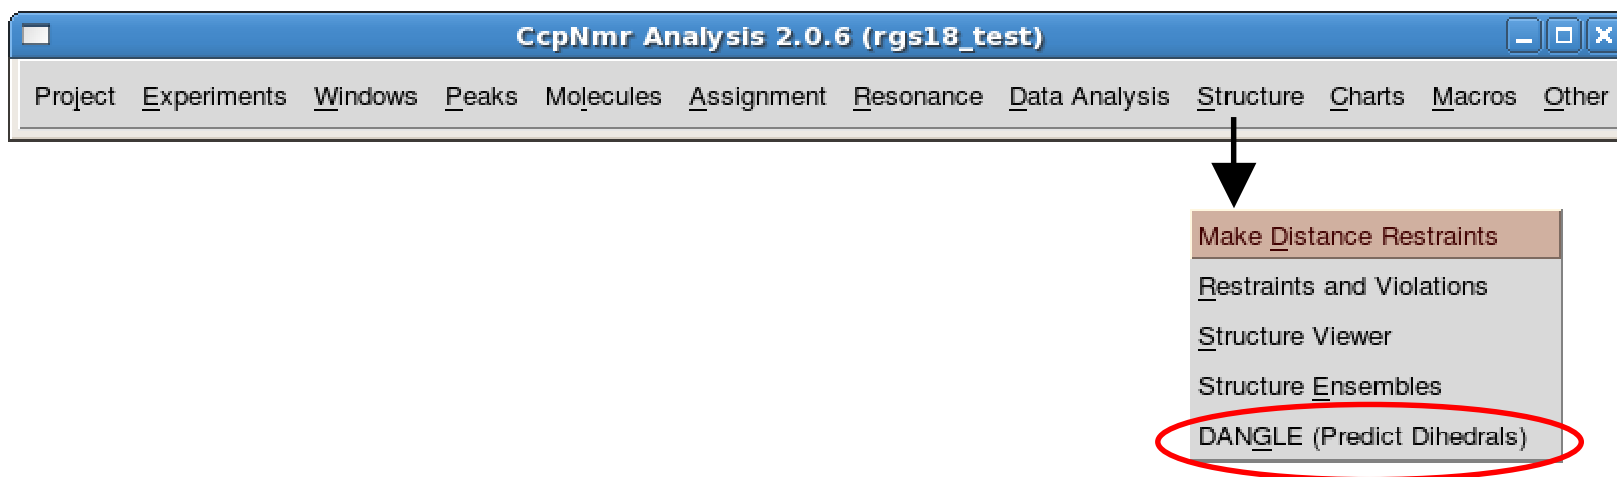 CcpNmr Analysis 2.0.6 (rgs18_test)
Project Experiments Windows Peaks Molecules Assignment Resonance Data Analysis Structure Charts Macros Other
Make Distance Restraints
Restraints and Violations
Structure Viewer
Structure Ensembles
DANGLE (Predict Dihedrals)